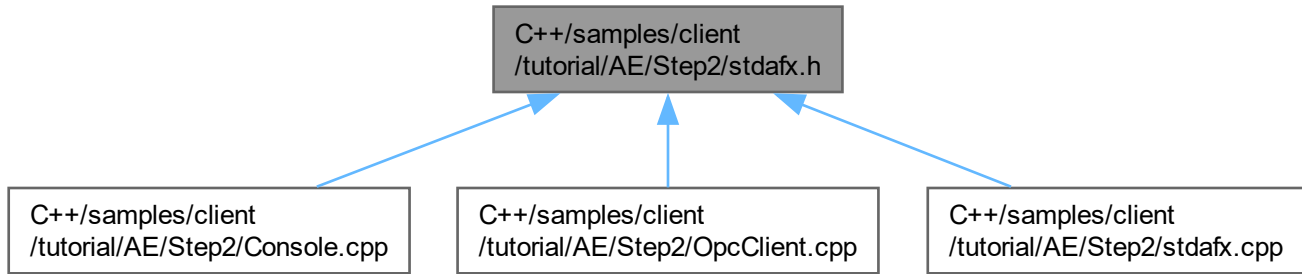 C++/samples/client
/tutorial/AE/Step2/stdafx.h
C++/samples/client
/tutorial/AE/Step2/Console.cpp
C++/samples/client
/tutorial/AE/Step2/OpcClient.cpp
C++/samples/client
/tutorial/AE/Step2/stdafx.cpp